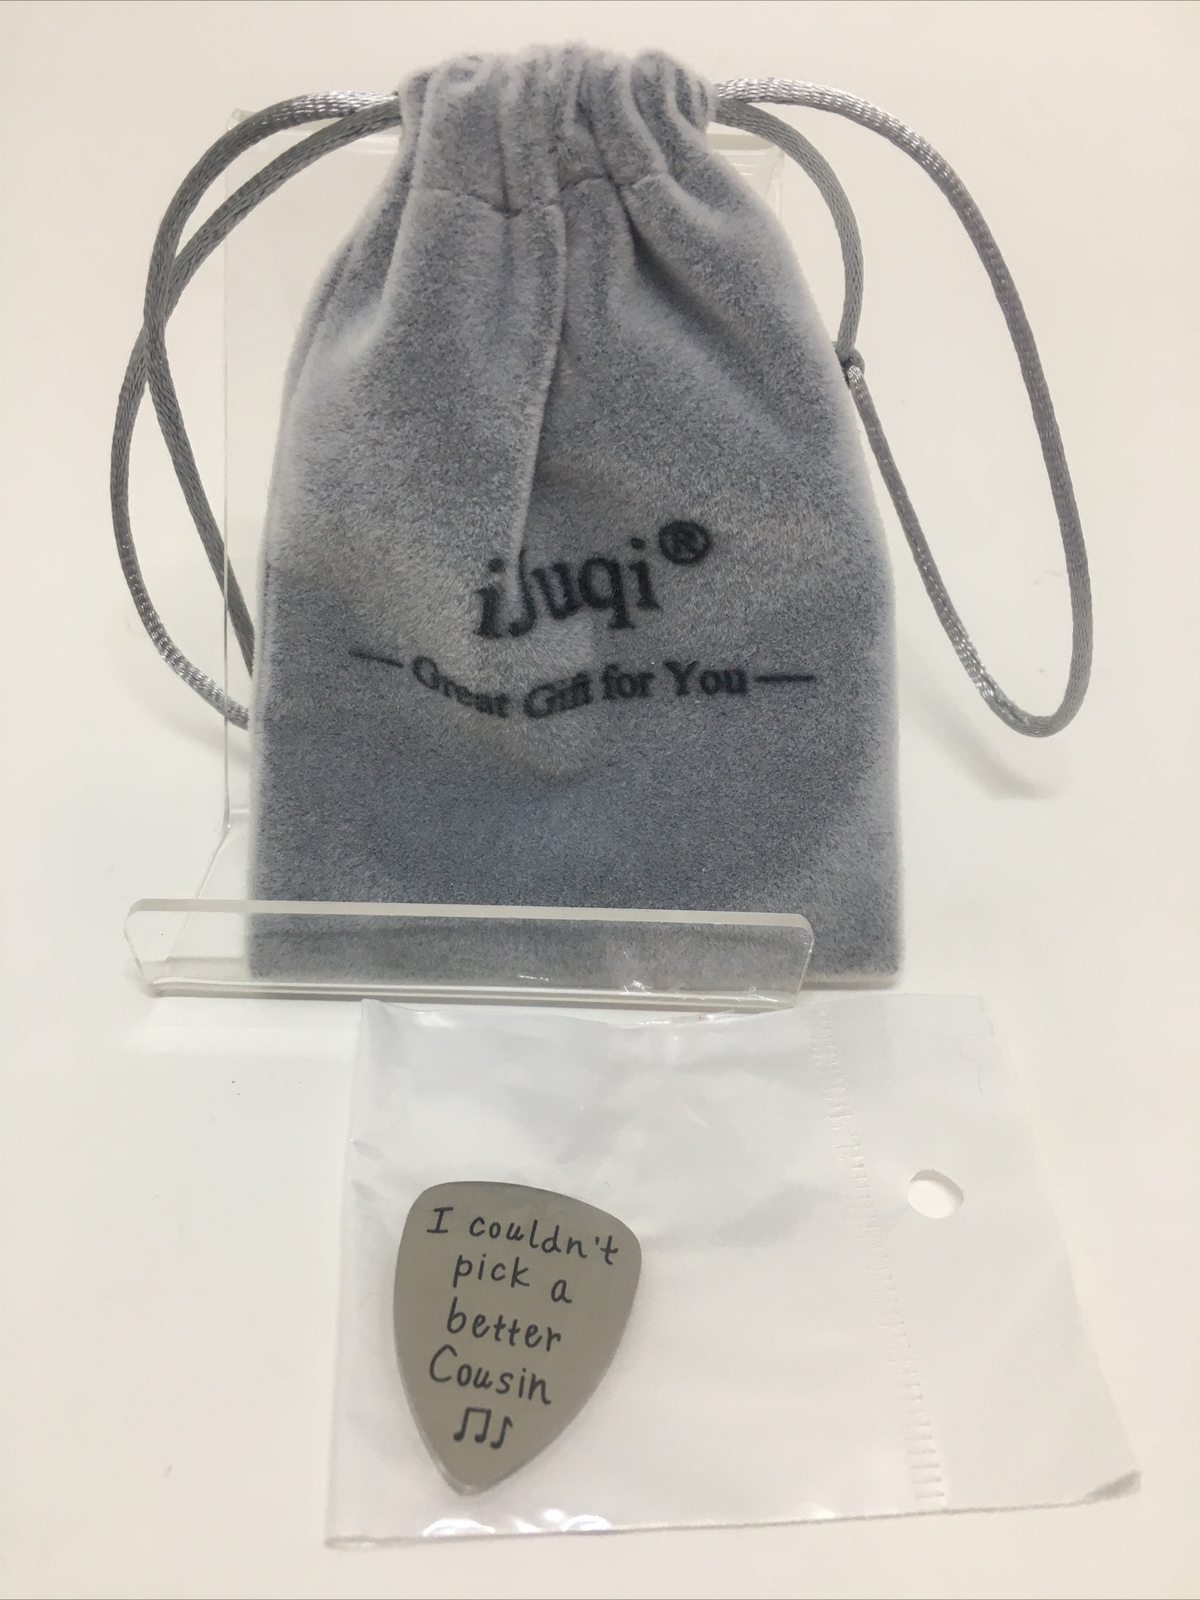 iJuqi®
Great Gift for You
I couldn't
pick a
better
Cousin